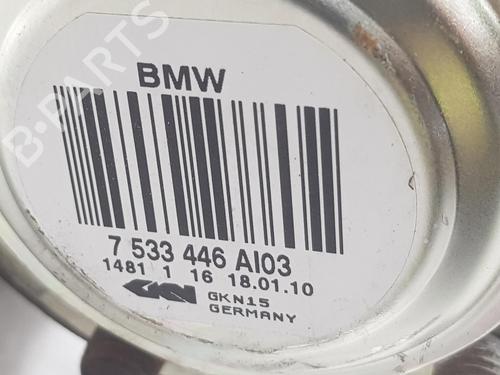 BMW
7 533 446 AI03
1481 1 16 18.01.10
GKN GKN15
GERMANY
B-PARTS